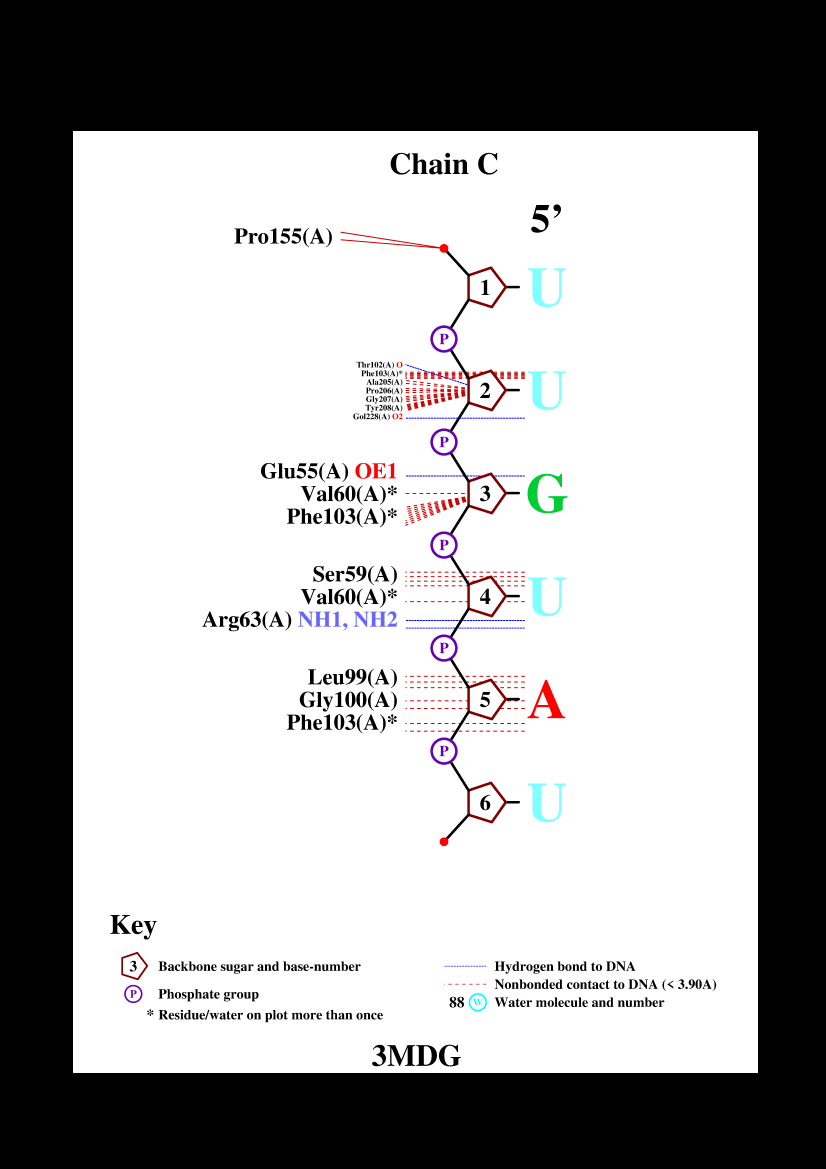 Chain C
5’
Pro155(A)
1 U
P
Thr102(A) O
Phe103(A)*
Ala205(A)
Pro206(A)
Gly207(A)
Tyr208(A)
Gol228(A) O2
2 U
P
Glu55(A) OE1
Val60(A)*
Phe103(A)*
3 G
P
Ser59(A)
Val60(A)*
Arg63(A) NH1, NH2
4 U
P
Leu99(A)
Gly100(A)
Phe103(A)*
5 A
P
6 U
Key
3 Backbone sugar and base-number
P Phosphate group
* Residue/water on plot more than once
Hydrogen bond to DNA
Nonbonded contact to DNA (< 3.90A)
88 W Water molecule and number
3MDG